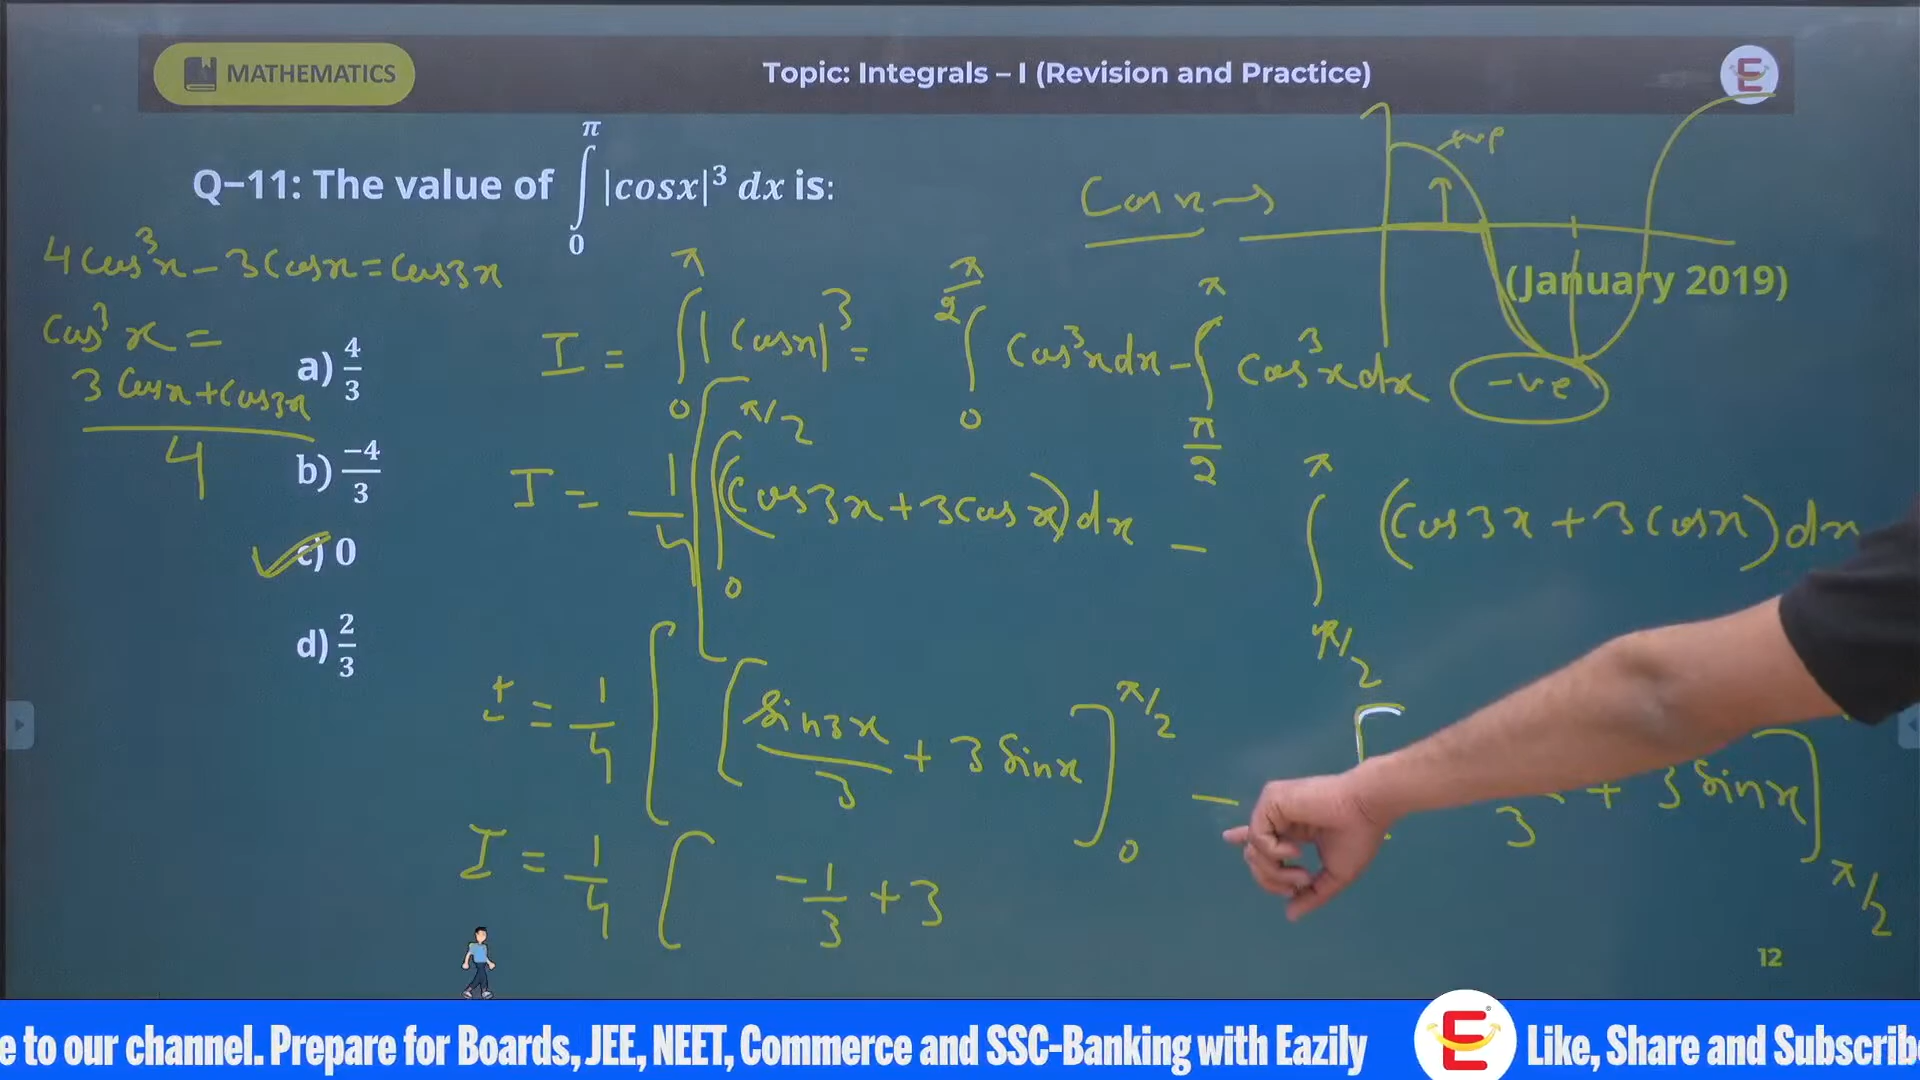 MATHEMATICS
Topic: Integrals – I (Revision and Practice)
E
Q–11: The value of ∫₀^π |cosx|³ dx is:
(January 2019)
Cos x →
+ve
-ve
4Cos³x - 3Cosx = Cos3x
Cos³x =
3Cosx + Cos3x / 4
a) 4/3
b) −4/3
c) 0
d) 2/3
I = ∫₀^π |Cosx|³ = ∫₀^{π/2} Cos³x dx - ∫_{π/2}^π Cos³x dx
I = 1/4 [ ∫₀^{π/2} (Cos3x + 3Cosx) dx - ∫_{π/2}^π (Cos3x + 3Cosx) dx
= 1/4 [ [ Sin3x/3 + 3Sinx ]₀^{π/2} - [ 3 + 3Sinx ]_{π/2}
I = 1/4 [ -1/3 + 3
12
e to our channel. Prepare for Boards, JEE, NEET, Commerce and SSC-Banking with Eazily
E
Like, Share and Subscrib